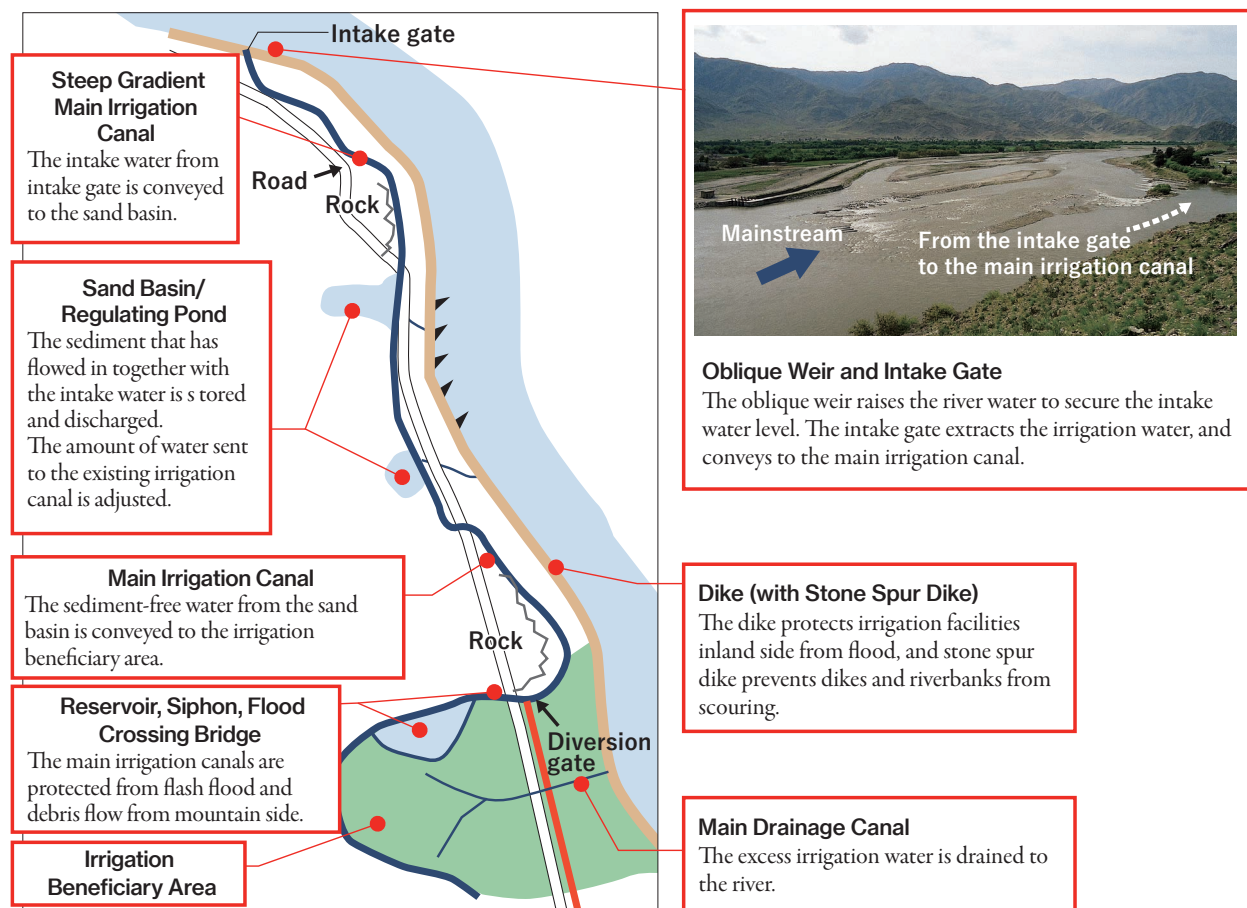 Intake gate
Steep Gradient
Main Irrigation
Canal
The intake water from
intake gate is conveyed
to the sand basin.
Road
Rock
Sand Basin/
Regulating Pond
The sediment that has
flowed in together with
the intake water is s tored
and discharged.
The amount of water sent
to the existing irrigation
canal is adjusted.
Main Irrigation Canal
The sediment-free water from the sand
basin is conveyed to the irrigation
beneficiary area.
Rock
Reservoir, Siphon, Flood
Crossing Bridge
The main irrigation canals are
protected from flash flood and
debris flow from mountain side.
Diversion
gate
Irrigation
Beneficiary Area
Mainstream
From the intake gate
to the main irrigation canal
Oblique Weir and Intake Gate
The oblique weir raises the river water to secure the intake
water level. The intake gate extracts the irrigation water, and
conveys to the main irrigation canal.
Dike (with Stone Spur Dike)
The dike protects irrigation facilities
inland side from flood, and stone spur
dike prevents dikes and riverbanks from
scouring.
Main Drainage Canal
The excess irrigation water is drained to
the river.